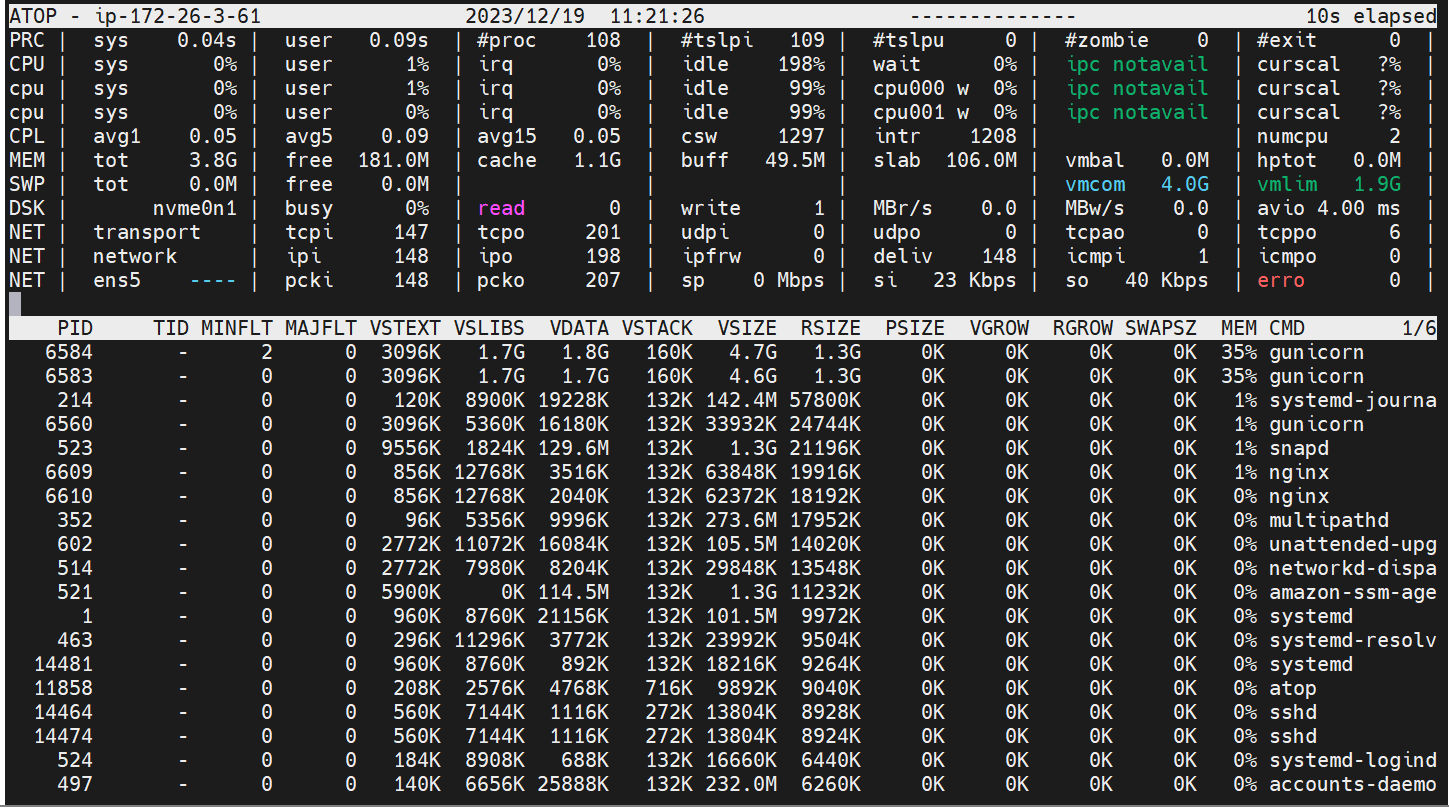 ATOP - ip-172-26-3-61 2023/12/19 11:21:26 -------------- 10s elapsed
PRC | sys 0.04s | user 0.09s | #proc 108 | #tslpi 109 | #tslpu 0 | #zombie 0 | #exit 0 |
CPU | sys 0% | user 1% | irq 0% | idle 198% | wait 0% | ipc notavail | curscal ?% |
cpu | sys 0% | user 1% | irq 0% | idle 99% | cpu000 w 0% | ipc notavail | curscal ?% |
cpu | sys 0% | user 0% | irq 0% | idle 99% | cpu001 w 0% | ipc notavail | curscal ?% |
CPL | avg1 0.05 | avg5 0.09 | avg15 0.05 | csw 1297 | intr 1208 | | numcpu 2 |
MEM | tot 3.8G | free 181.0M | cache 1.1G | buff 49.5M | slab 106.0M | vmbal 0.0M | hptot 0.0M |
SWP | tot 0.0M | free 0.0M | | | | vmcom 4.0G | vmlim 1.9G |
DSK | nvme0n1 | busy 0% | read 0 | write 1 | MBr/s 0.0 | MBw/s 0.0 | avio 4.00 ms |
NET | transport | tcpi 147 | tcpo 201 | udpi 0 | udpo 0 | tcpao 0 | tcppo 6 |
NET | network | ipi 148 | ipo 198 | ipfrw 0 | deliv 148 | icmpi 1 | icmpo 0 |
NET | ens5 ---- | pcki 148 | pcko 207 | sp 0 Mbps | si 23 Kbps | so 40 Kbps | erro 0 |
PID TID MINFLT MAJFLT VSTEXT VSLIBS VDATA VSTACK VSIZE RSIZE PSIZE VGROW RGROW SWAPSZ MEM CMD 1/6
6584 - 2 0 3096K 1.7G 1.8G 160K 4.7G 1.3G 0K 0K 0K 0K 35% gunicorn
6583 - 0 0 3096K 1.7G 1.7G 160K 4.6G 1.3G 0K 0K 0K 0K 35% gunicorn
214 - 0 0 120K 8900K 19228K 132K 142.4M 57800K 0K 0K 0K 0K 1% systemd-journa
6560 - 0 0 3096K 5360K 16180K 132K 33932K 24744K 0K 0K 0K 0K 1% gunicorn
523 - 0 0 9556K 1824K 129.6M 132K 1.3G 21196K 0K 0K 0K 0K 1% snapd
6609 - 0 0 856K 12768K 3516K 132K 63848K 19916K 0K 0K 0K 0K 1% nginx
6610 - 0 0 856K 12768K 2040K 132K 62372K 18192K 0K 0K 0K 0K 0% nginx
352 - 0 0 96K 5356K 9996K 132K 273.6M 17952K 0K 0K 0K 0K 0% multipathd
602 - 0 0 2772K 11072K 16084K 132K 105.5M 14020K 0K 0K 0K 0K 0% unattended-upg
514 - 0 0 2772K 7980K 8204K 132K 29848K 13548K 0K 0K 0K 0K 0% networkd-dispa
521 - 0 0 5900K 0K 114.5M 132K 1.3G 11232K 0K 0K 0K 0K 0% amazon-ssm-age
1 - 0 0 960K 8760K 21156K 132K 101.5M 9972K 0K 0K 0K 0K 0% systemd
463 - 0 0 296K 11296K 3772K 132K 23992K 9504K 0K 0K 0K 0K 0% systemd-resolv
14481 - 0 0 960K 8760K 892K 132K 18216K 9264K 0K 0K 0K 0K 0% systemd
11858 - 0 0 208K 2576K 4768K 716K 9892K 9040K 0K 0K 0K 0K 0% atop
14464 - 0 0 560K 7144K 1116K 272K 13804K 8928K 0K 0K 0K 0K 0% sshd
14474 - 0 0 560K 7144K 1116K 272K 13804K 8924K 0K 0K 0K 0K 0% sshd
524 - 0 0 184K 8908K 688K 132K 16660K 6440K 0K 0K 0K 0K 0% systemd-logind
497 - 0 0 140K 6656K 25888K 132K 232.0M 6260K 0K 0K 0K 0K 0% accounts-daemo